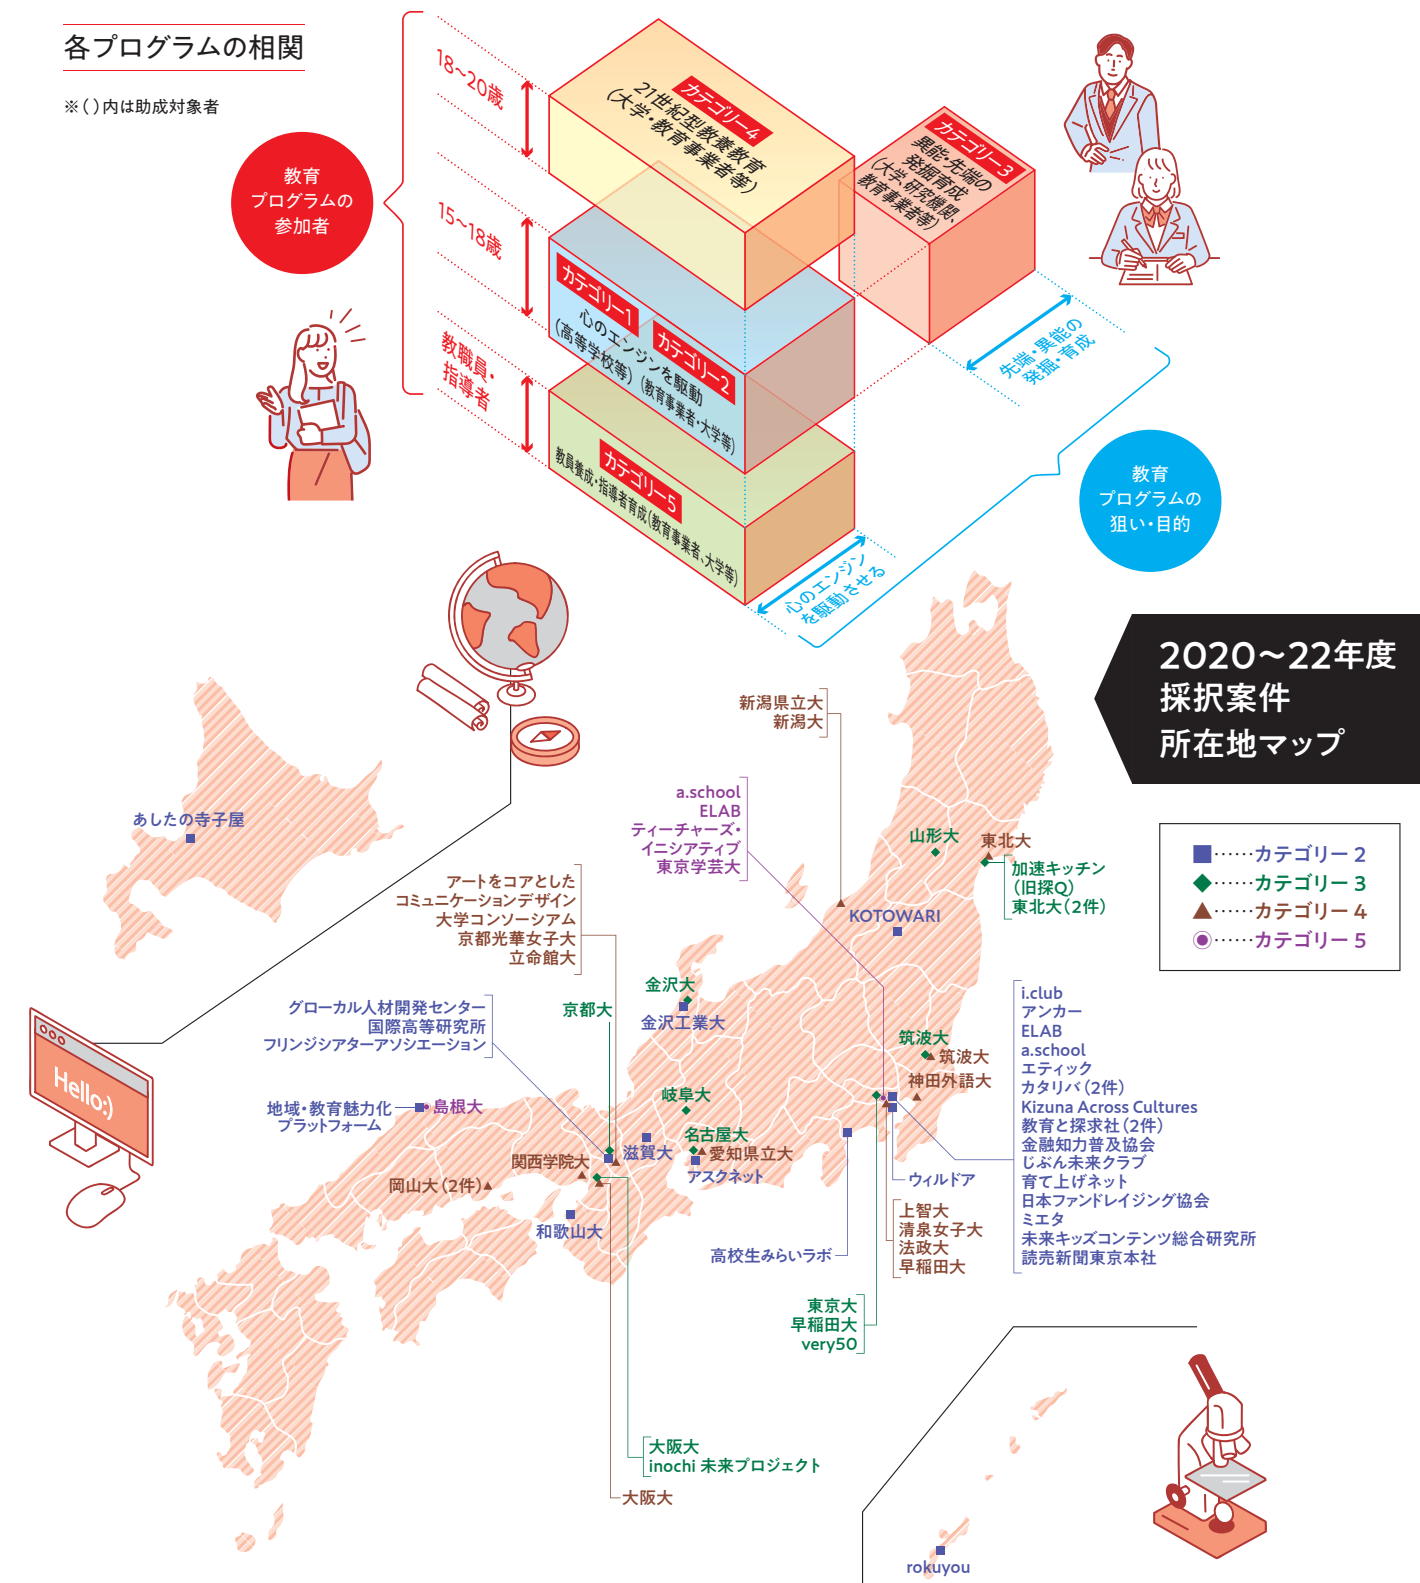 各プログラムの相関
※( )内は助成対象者
教育
プログラムの
参加者
18〜20歳
15〜18歳
教職員・
指導者
カテゴリー4
21世紀型教養教育
(大学・教育事業者等)
カテゴリー3
異能・先端の
発掘育成
(大学、研究機関、
教育事業者等)
カテゴリー1
心のエンジンを駆動
(高等学校等)
カテゴリー2
(教育事業者・大学等)
カテゴリー5
教員養成・指導者育成(教育事業者、大学等)
先端・異能の
発掘・育成
心のエンジン
を駆動させる
教育
プログラムの
狙い・目的
2020〜22年度
採択案件
所在地マップ
■……カテゴリー 2
◆……カテゴリー 3
▲……カテゴリー 4
◉……カテゴリー 5
あしたの寺子屋
新潟県立大
新潟大
a.school
ELAB
ティーチャーズ・
イニシアティブ
東京学芸大
山形大
東北大
加速キッチン
(旧探Q)
東北大(2件)
KOTOWARI
アートをコアとした
コミュニケーションデザイン
大学コンソーシアム
京都光華女子大
立命館大
グローカル人材開発センター
国際高等研究所
フリンジシアターアソシエーション
京都大
金沢大
金沢工業大
筑波大
筑波大
神田外語大
地域・教育魅力化
プラットフォーム
島根大
岐阜大
名古屋大
愛知県立大
アスクネット
滋賀大
関西学院大
岡山大(2件)
和歌山大
i.club
アンカー
ELAB
a.school
エティック
カタリバ(2件)
Kizuna Across Cultures
教育と探求社(2件)
金融知力普及協会
じぶん未来クラブ
育て上げネット
日本ファンドレイジング協会
ミエタ
未来キッズコンテンツ総合研究所
読売新聞東京本社
ウィルドア
上智大
清泉女子大
法政大
早稲田大
高校生みらいラボ
東京大
早稲田大
very50
大阪大
inochi 未来プロジェクト
大阪大
rokuyou
Hello:)